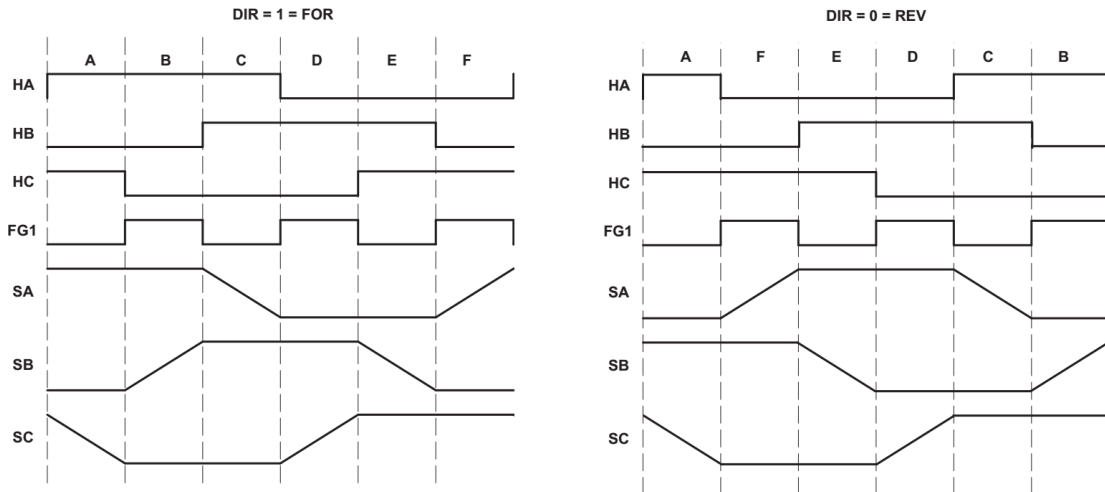 DIR = 1 = FOR
A B C D E F
HA
HB
HC
FG1
SA
SB
SC
DIR = 0 = REV
A F E D C B
HA
HB
HC
FG1
SA
SB
SC